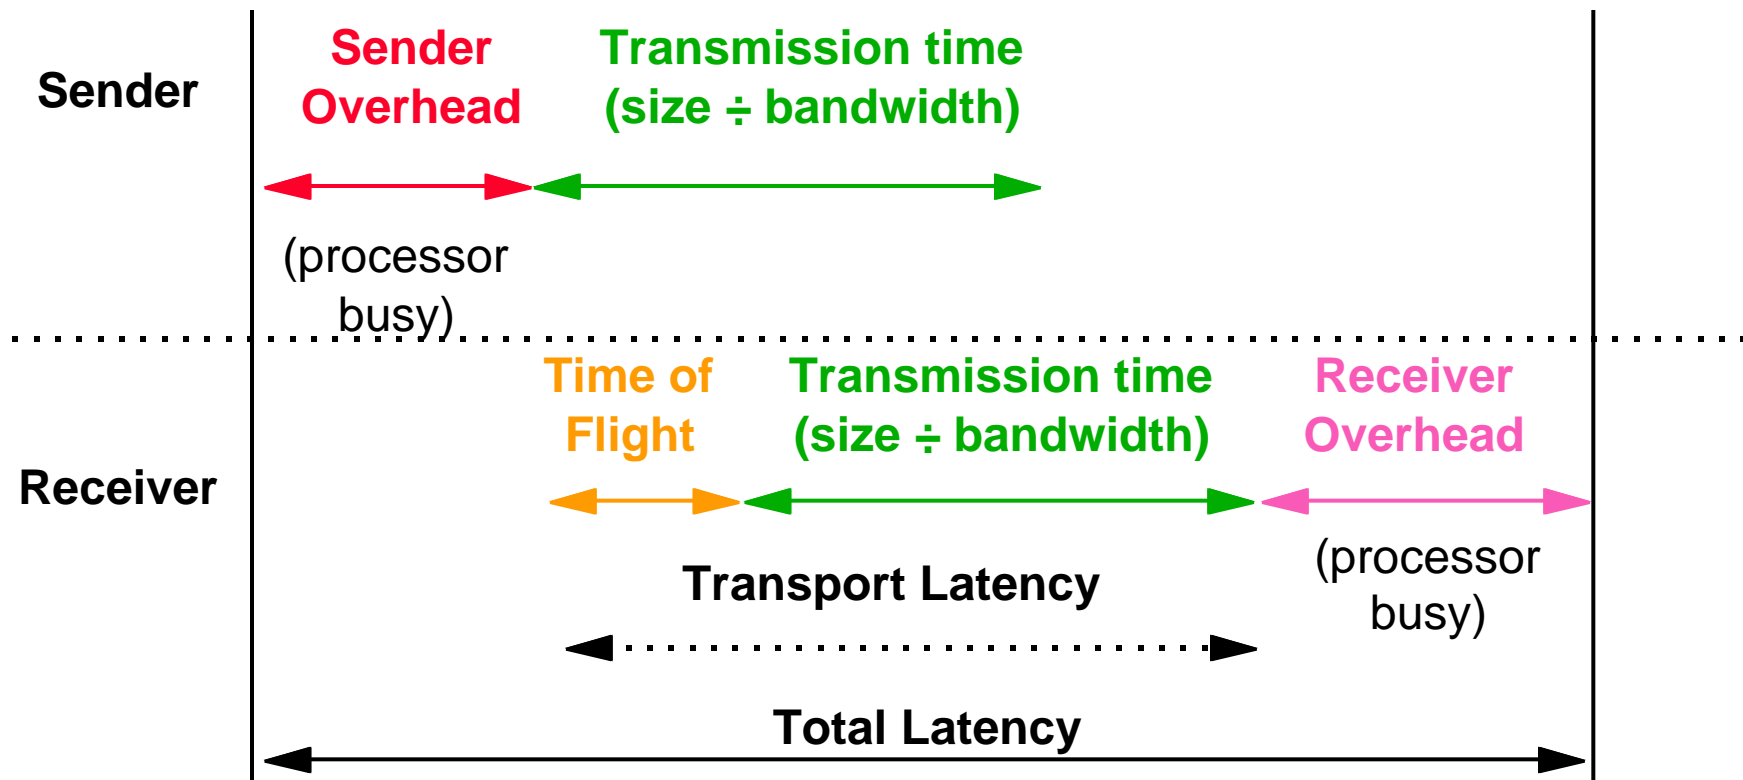 Sender
Sender
Overhead
Transmission time
(size ÷ bandwidth)
(processor
busy)
Receiver
Time of
Flight
Transmission time
(size ÷ bandwidth)
Receiver
Overhead
(processor
busy)
Transport Latency
Total Latency